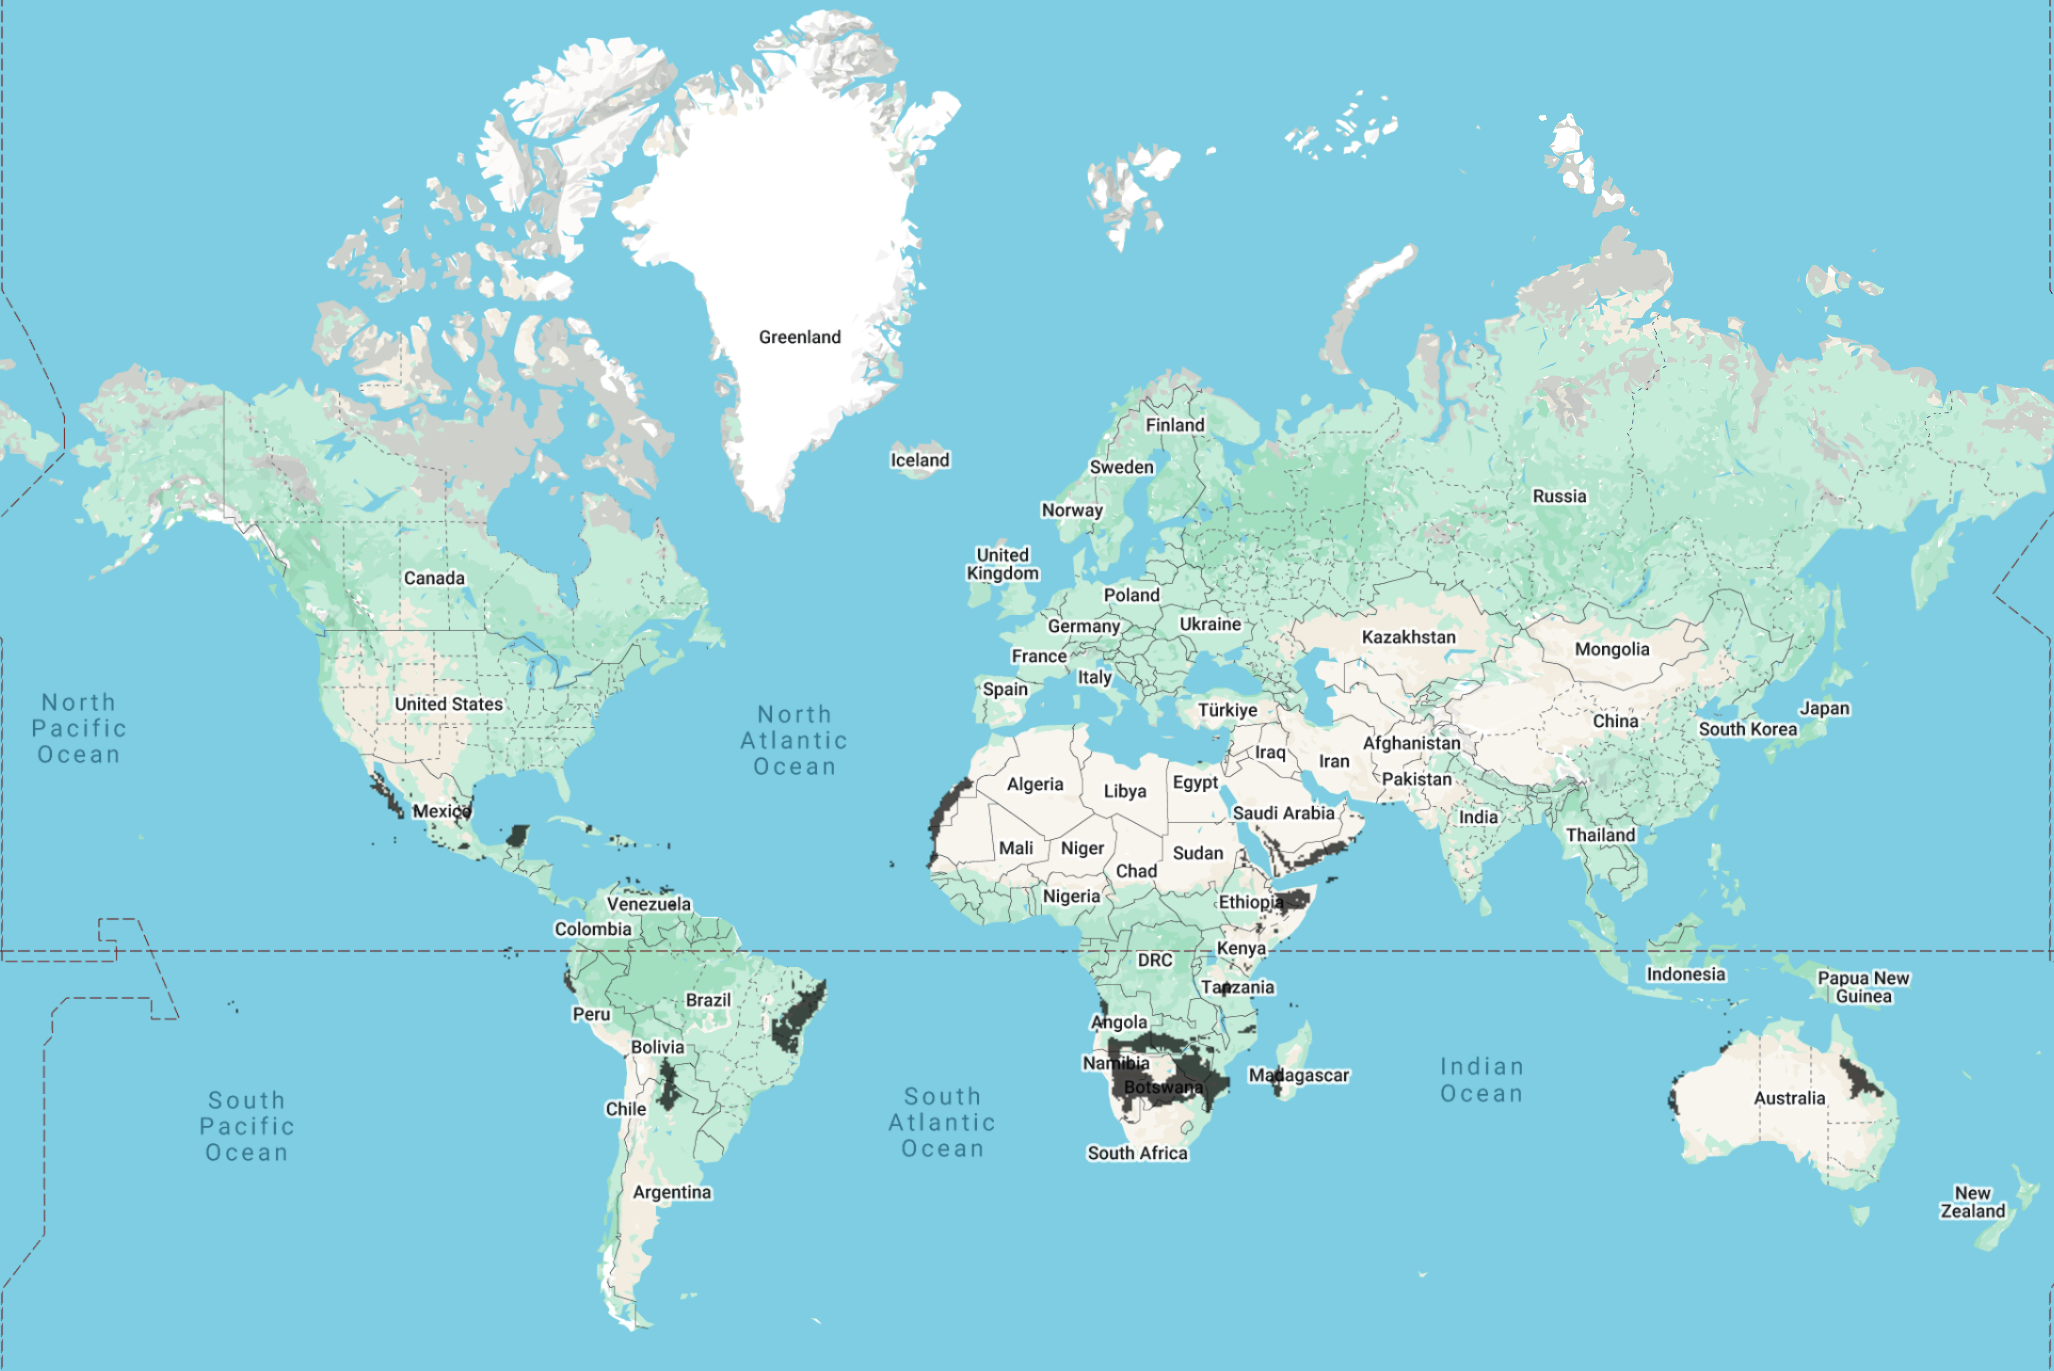 Greenland
Finland
Iceland
Sweden
Russia
Norway
United
Kingdom
Canada
Poland
Germany
Ukraine
Kazakhstan
Mongolia
France
Italy
Spain
North
Pacific
Ocean
United States
North
Atlantic
Ocean
Türkiye
China
Japan
South Korea
Afghanistan
Iraq
Iran
Pakistan
Algeria
Libya
Egypt
Saudi Arabia
India
Mexico
Thailand
Mali
Niger
Sudan
Chad
Nigeria
Ethiopia
Venezuela
Colombia
Kenya
DRC
Indonesia
Papua New
Guinea
Tanzania
Brazil
Peru
Angola
Bolivia
Namibia
Madagascar
Botswana
Indian
Ocean
Australia
Chile
South
Pacific
Ocean
South
Atlantic
Ocean
South Africa
Argentina
New
Zealand